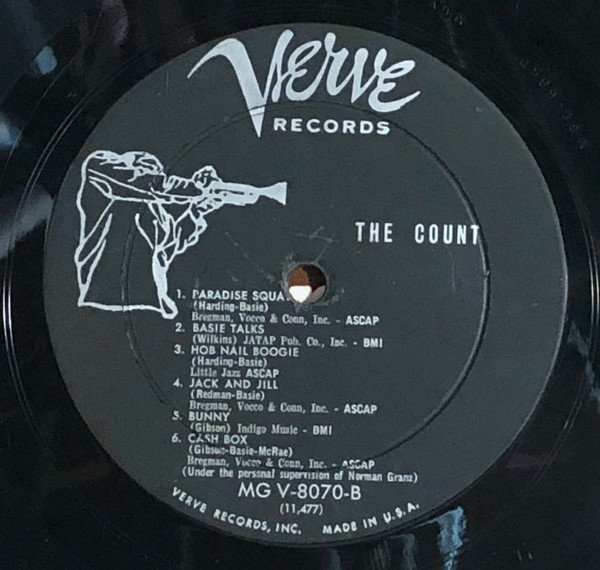 Verve
RECORDS
THE COUNT
1. PARADISE SQUA
(Harding-Basie)
Bregman, Vocco & Conn, Inc. - ASCAP
2. BASIE TALKS
(Wilkins) JATAP Pub. Co., Inc. - BMI
3. HOB NAIL BOOGIE
(Harding-Basie)
Little Jazz ASCAP
4. JACK AND JILL
(Redman-Basie)
Bregman, Vocco & Conn, Inc. - ASCAP
5. BUNNY
(Gibson) Indigo Music - BMI
6. CASH BOX
(Gibson-Basie-McRae)
Bregman, Vocco & Conn, Inc. - ASCAP
(Under the personal supervision of Norman Granz)
MG V-8070-B
(11,477)
VERVE RECORDS, INC. MADE IN U.S.A.